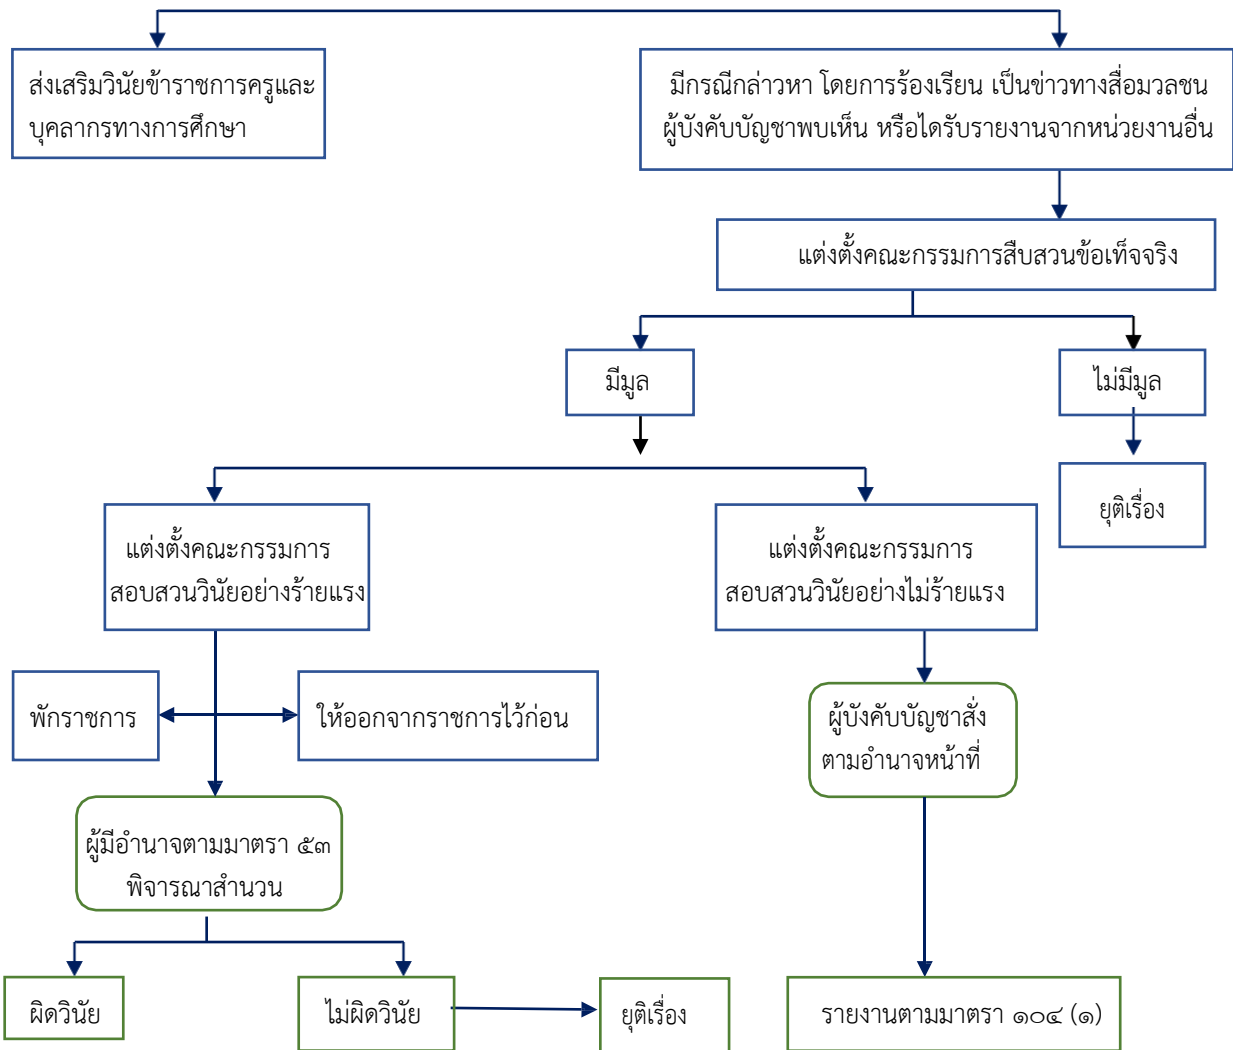 ส่งเสริมวินัยข้าราชการครูและ
บุคลากรทางการศึกษา
มีกรณีกล่าวหา โดยการร้องเรียน เป็นข่าวทางสื่อมวลชน
ผู้บังคับบัญชาพบเห็น หรือไดรับรายงานจากหน่วยงานอื่น
แต่งตั้งคณะกรรมการสืบสวนข้อเท็จจริง
มีมูล
ไม่มีมูล
ยุติเรื่อง
แต่งตั้งคณะกรรมการ
สอบสวนวินัยอย่างร้ายแรง
แต่งตั้งคณะกรรมการ
สอบสวนวินัยอย่างไม่ร้ายแรง
พักราชการ
ให้ออกจากราชการไว้ก่อน
ผู้บังคับบัญชาสั่ง
ตามอำนาจหน้าที่
ผู้มีอำนาจตามมาตรา ๕๓
พิจารณาสำนวน
ผิดวินัย
ไม่ผิดวินัย
ยุติเรื่อง
รายงานตามมาตรา ๑๐๔ (๑)